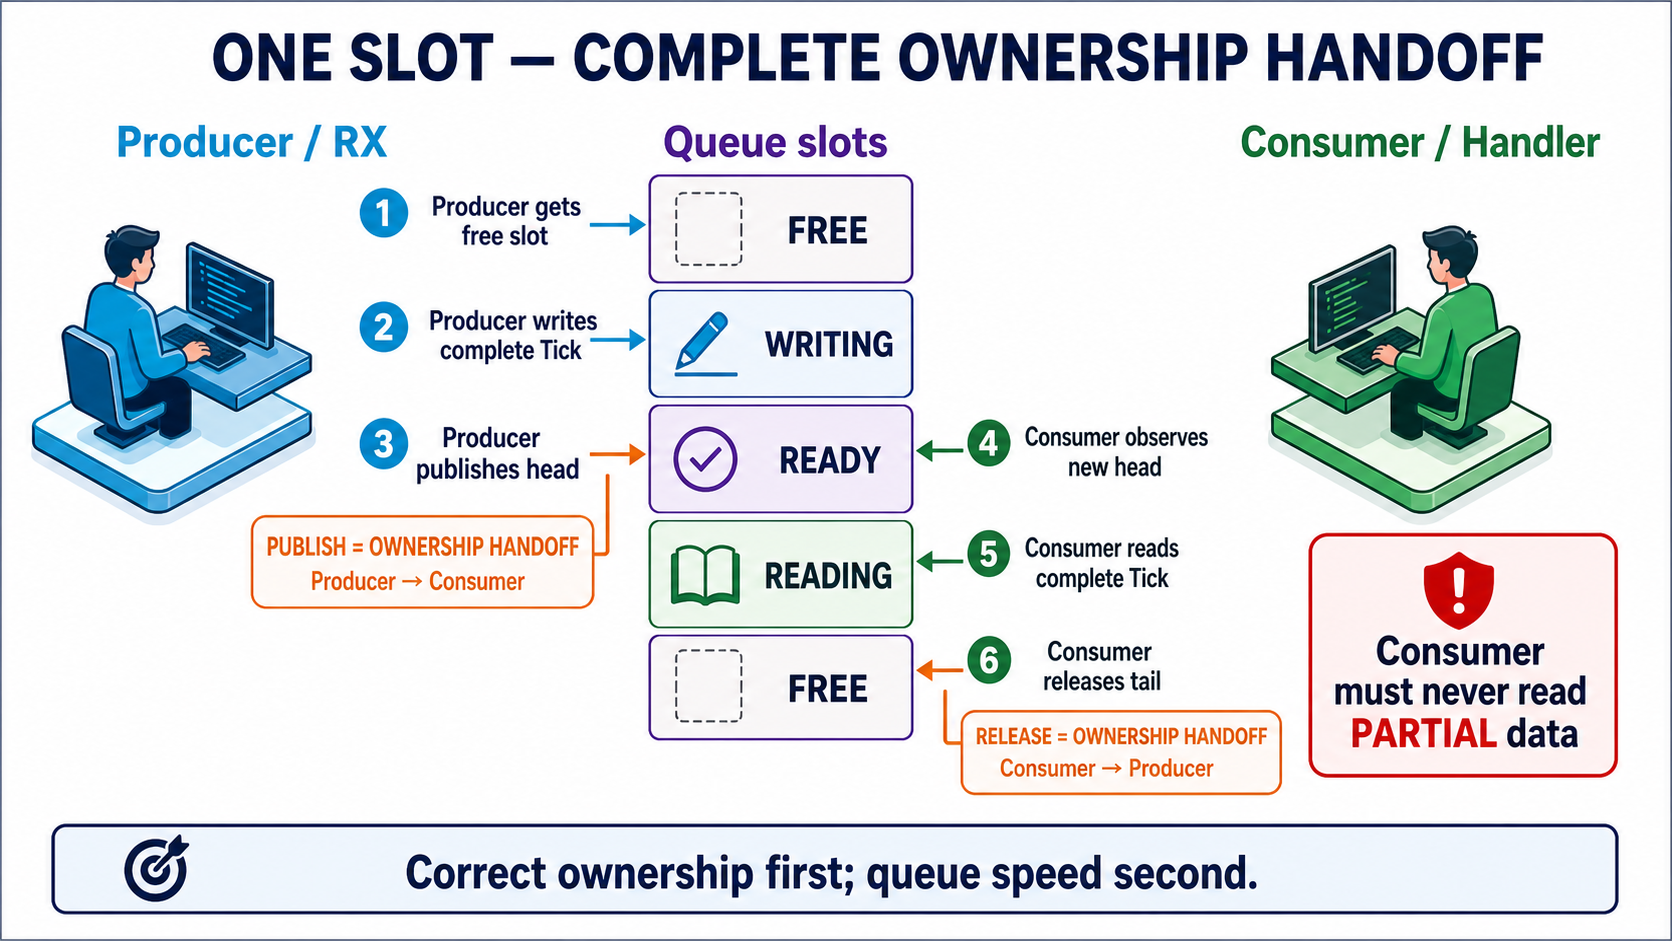 ONE SLOT — COMPLETE OWNERSHIP HANDOFF
Producer / RX
Queue slots
Consumer / Handler
1
Producer gets
free slot
FREE
2
Producer writes
complete Tick
WRITING
3
Producer
publishes head
READY
4
Consumer observes
new head
PUBLISH = OWNERSHIP HANDOFF
Producer → Consumer
READING
5
Consumer reads
complete Tick
FREE
6
Consumer
releases tail
RELEASE = OWNERSHIP HANDOFF
Consumer → Producer
Consumer
must never read
PARTIAL data
Correct ownership first; queue speed second.